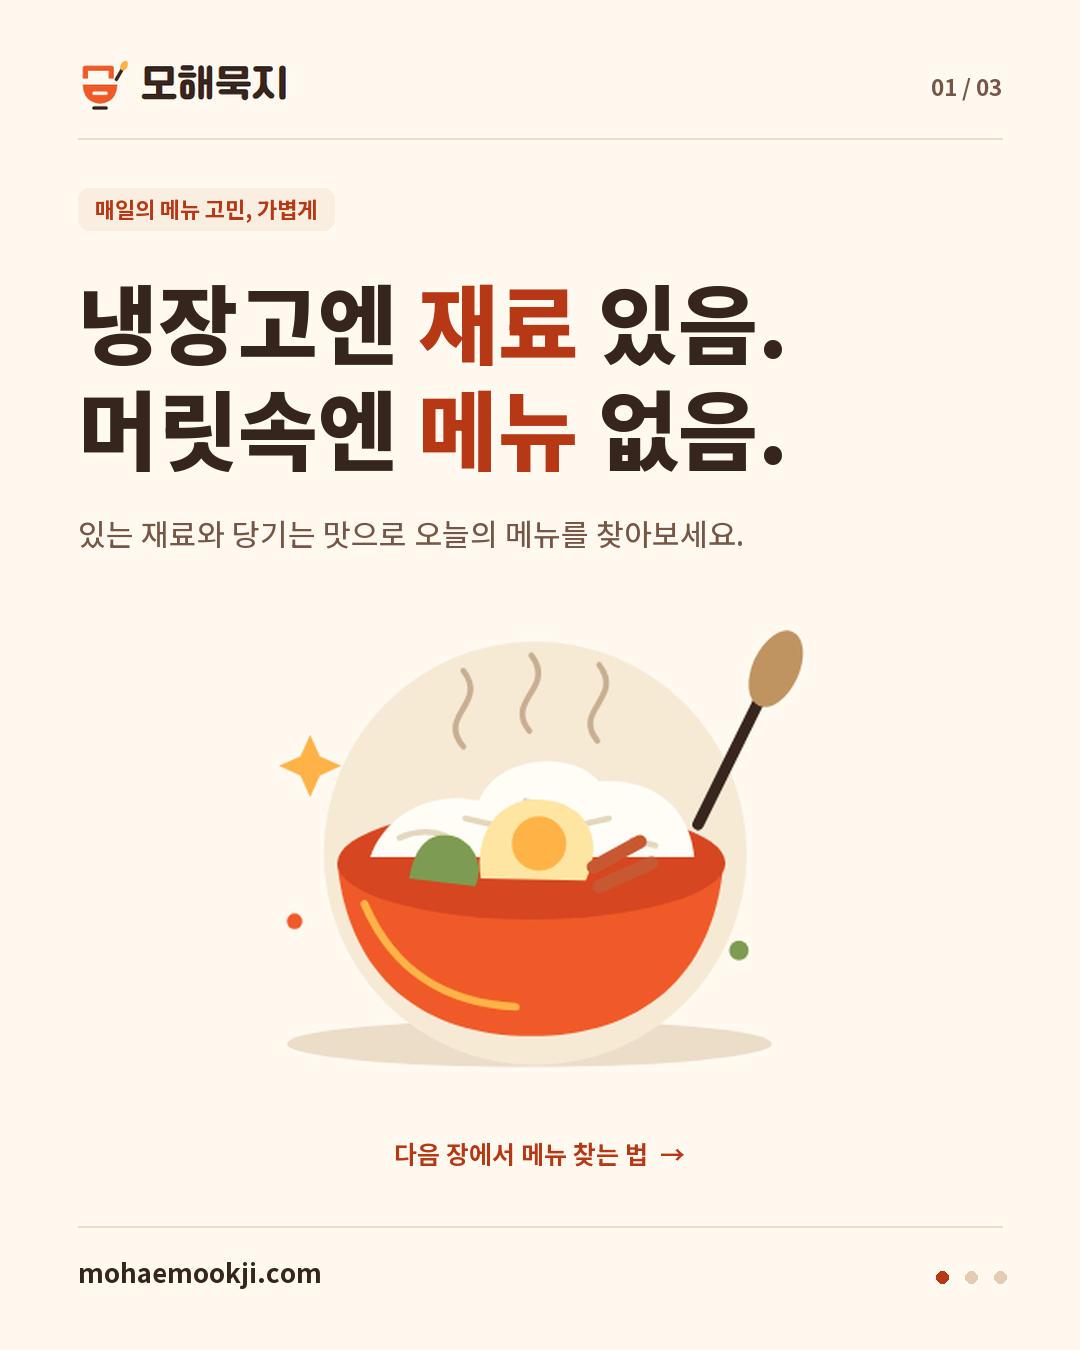 모해묵지
01 / 03
매일의 메뉴 고민, 가볍게
냉장고엔 재료 있음.
머릿속엔 메뉴 없음.
있는 재료와 당기는 맛으로 오늘의 메뉴를 찾아보세요.
다음 장에서 메뉴 찾는 법 →
mohaemookji.com